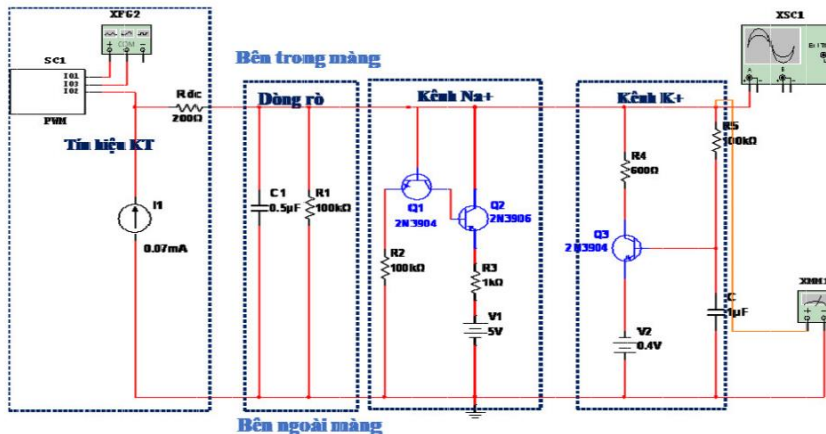 XFG2
COM
SC1
IO1
IO3
IO2
PWM
Tín hiệu KT
Rdc
200Ω
I1
0.07mA
Bên trong màng
Dòng rò
C1
0.5µF
R1
100kΩ
Kênh Na+
Q1
2N3904
Q2
2N3906
R2
100kΩ
R3
1kΩ
V1
5V
Kênh K+
R4
600Ω
R5
100kΩ
Q3
2N3904
V2
0.4V
C
1µF
XSC1
A
B
XMM1
Bên ngoài màng